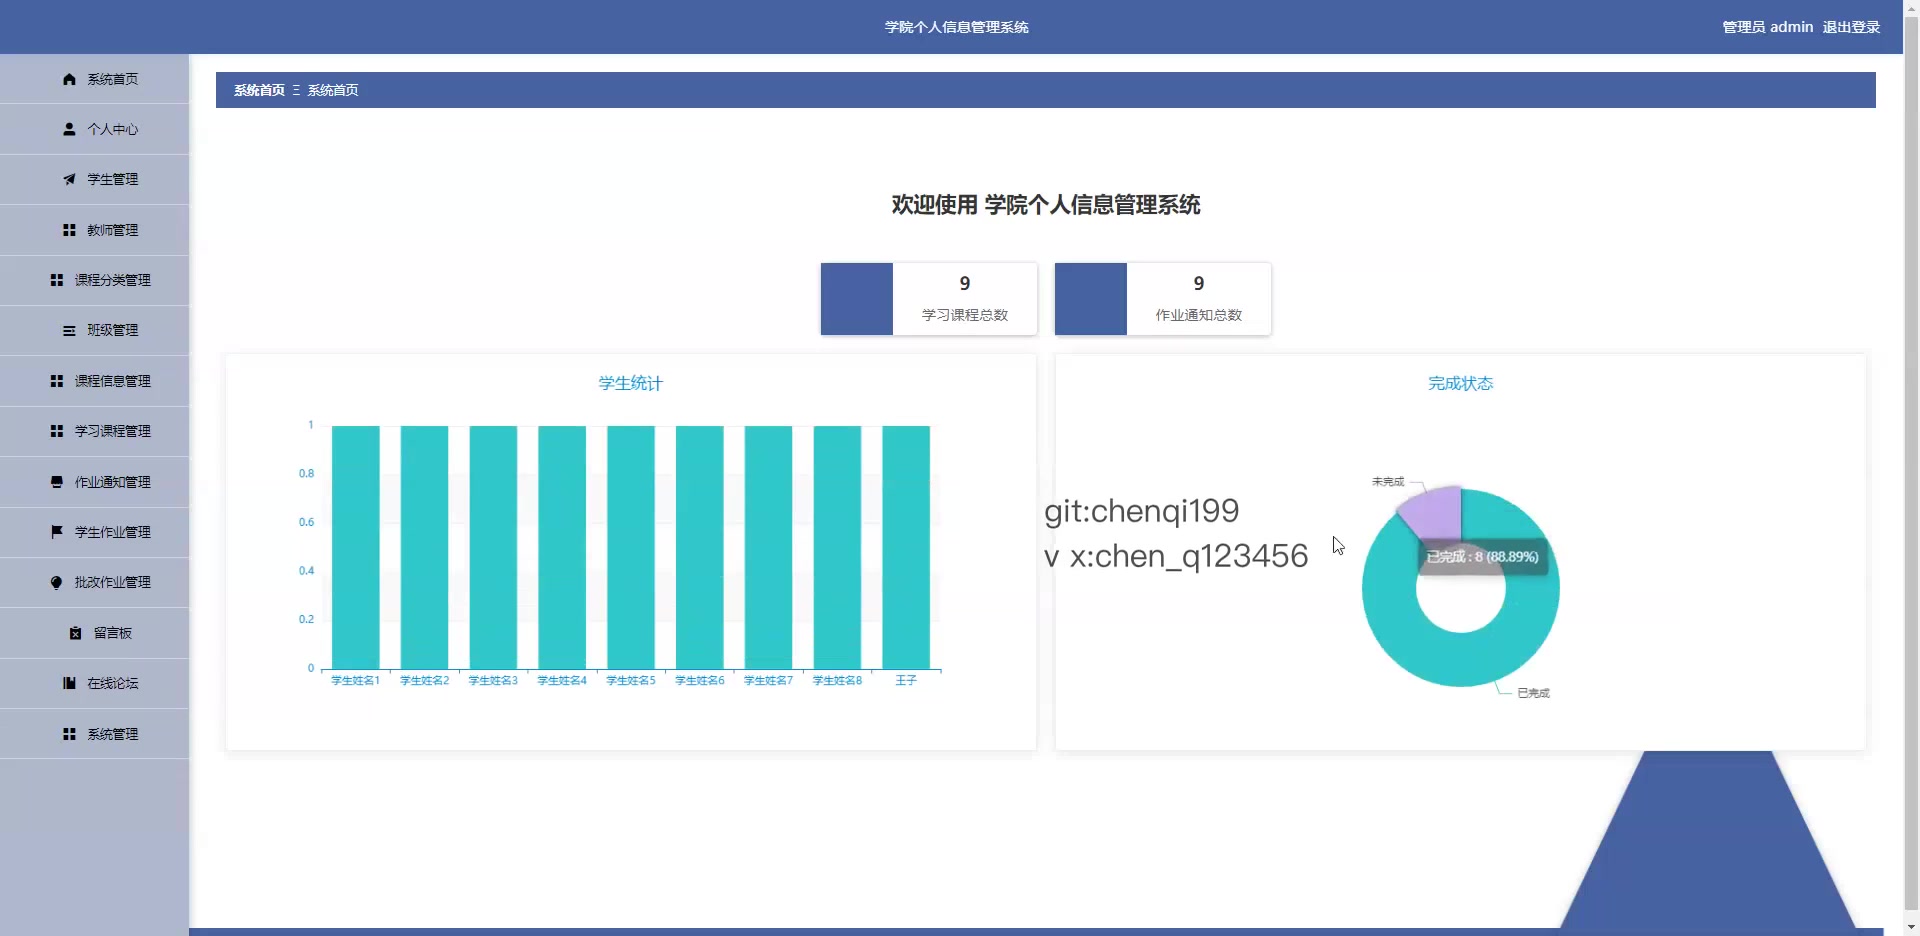 学院个人信息管理系统
管理员 admin 退出登录
系统首页
个人中心
学生管理
教师管理
课程分类管理
班级管理
课程信息管理
学习课程管理
作业通知管理
学生作业管理
批改作业管理
留言板
在线论坛
系统管理
系统首页 Ξ 系统首页
欢迎使用 学院个人信息管理系统
9
学习课程总数
9
作业通知总数
学生统计
1
0.8
0.6
0.4
0.2
0
学生姓名1 学生姓名2 学生姓名3 学生姓名4 学生姓名5 学生姓名6 学生姓名7 学生姓名8 王子
完成状态
未完成
已完成 : 8 (88.89%)
已完成
git:chenqi199
v x:chen_q123456